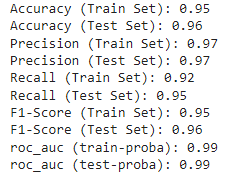 Accuracy (Train Set): 0.95
Accuracy (Test Set): 0.96
Precision (Train Set): 0.97
Precision (Test Set): 0.97
Recall (Train Set): 0.92
Recall (Test Set): 0.95
F1-Score (Train Set): 0.95
F1-Score (Test Set): 0.96
roc_auc (train-proba): 0.99
roc_auc (test-proba): 0.99